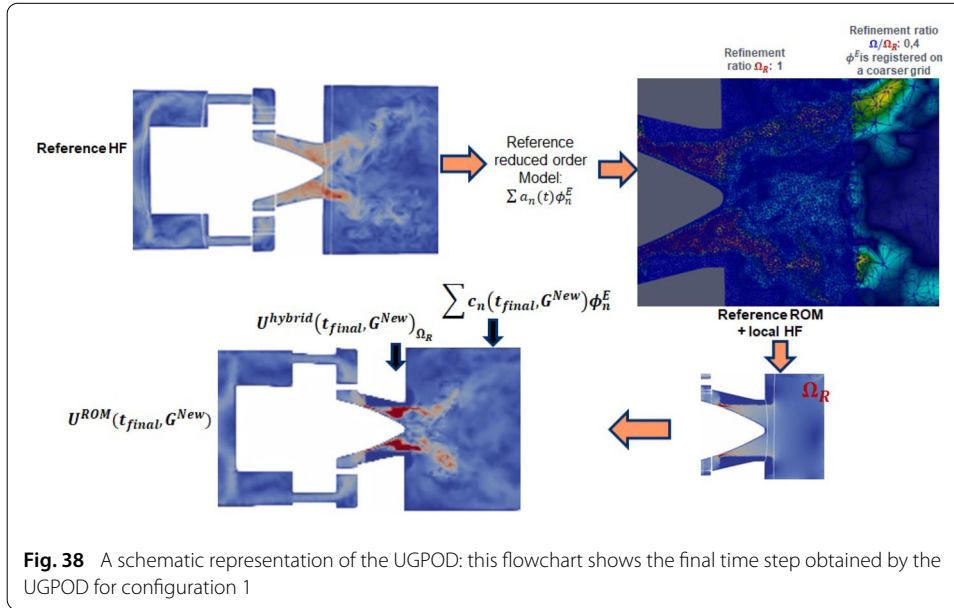 Reference HF
Reference
reduced order
Model:
∑ aₙ(t)ϕₙᴱ
Refinement
ratio Ω_R: 1
Refinement ratio
Ω/Ω_R: 0,4
ϕᴱis registered on
a coarser grid
Reference ROM
+ local HF
Ω_R
∑ cₙ(t_final, G^New)ϕₙᴱ
U^hybrid(t_final, G^New)_Ω_R
U^ROM(t_final, G^New)
Fig. 38 A schematic representation of the UGPOD: this flowchart shows the final time step obtained by the
UGPOD for configuration 1